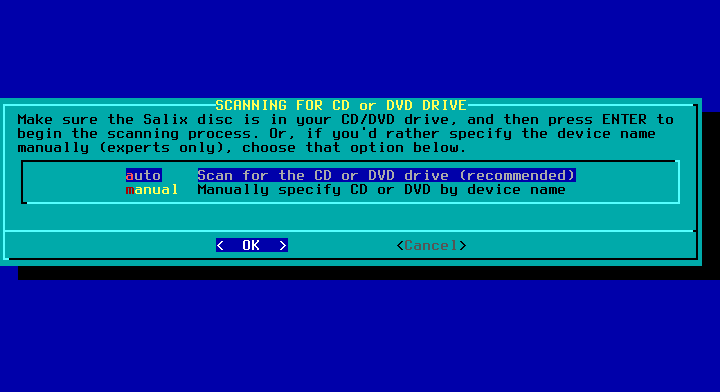 SCANNING FOR CD or DVD DRIVE
Make sure the Salix disc is in your CD/DVD drive, and then press ENTER to
begin the scanning process. Or, if you'd rather specify the device name
manually (experts only), choose that option below.
auto Scan for the CD or DVD drive (recommended)
manual Manually specify CD or DVD by device name
< OK > <Cancel>